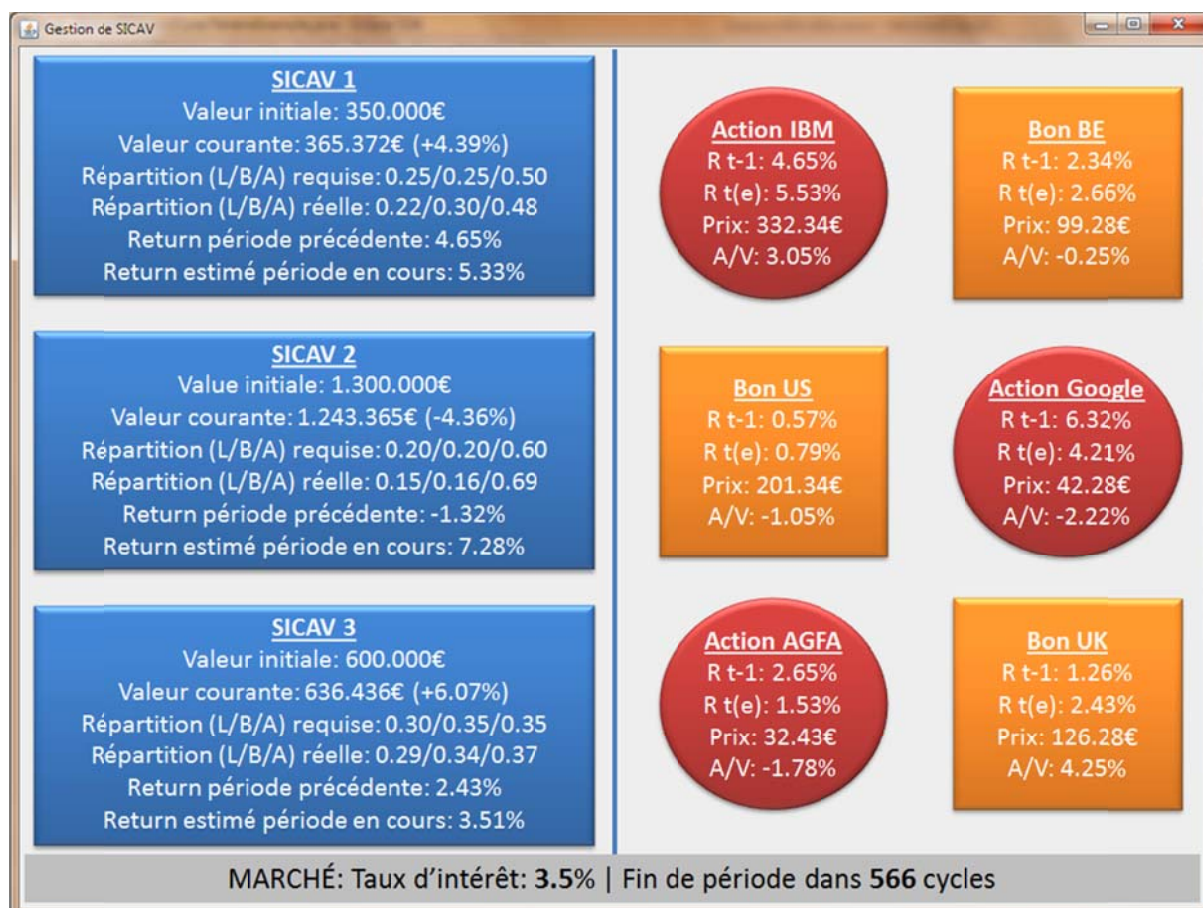 Gestion de SICAV
SICAV 1
Valeur initiale: 350.000€
Valeur courante: 365.372€ (+4.39%)
Répartition (L/B/A) requise: 0.25/0.25/0.50
Répartition (L/B/A) réelle: 0.22/0.30/0.48
Return période précédente: 4.65%
Return estimé période en cours: 5.33%
SICAV 2
Value initiale: 1.300.000€
Valeur courante: 1.243.365€ (-4.36%)
Répartition (L/B/A) requise: 0.20/0.20/0.60
Répartition (L/B/A) réelle: 0.15/0.16/0.69
Return période précédente: -1.32%
Return estimé période en cours: 7.28%
SICAV 3
Valeur initiale: 600.000€
Valeur courante: 636.436€ (+6.07%)
Répartition (L/B/A) requise: 0.30/0.35/0.35
Répartition (L/B/A) réelle: 0.29/0.34/0.37
Return période précédente: 2.43%
Return estimé période en cours: 3.51%
Action IBM
R t-1: 4.65%
R t(e): 5.53%
Prix: 332.34€
A/V: 3.05%
Bon BE
R t-1: 2.34%
R t(e): 2.66%
Prix: 99.28€
A/V: -0.25%
Bon US
R t-1: 0.57%
R t(e): 0.79%
Prix: 201.34€
A/V: -1.05%
Action Google
R t-1: 6.32%
R t(e): 4.21%
Prix: 42.28€
A/V: -2.22%
Action AGFA
R t-1: 2.65%
R t(e): 1.53%
Prix: 32.43€
A/V: -1.78%
Bon UK
R t-1: 1.26%
R t(e): 2.43%
Prix: 126.28€
A/V: 4.25%
MARCHÉ: Taux d’intérêt: 3.5% | Fin de période dans 566 cycles